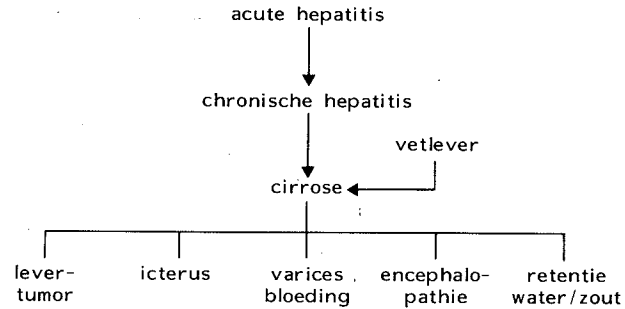 acute hepatitis
chronische hepatitis
vetlever
cirrose
lever-
tumor
icterus
varices
bloeding
encephalo-
pathie
retentie
water/zout